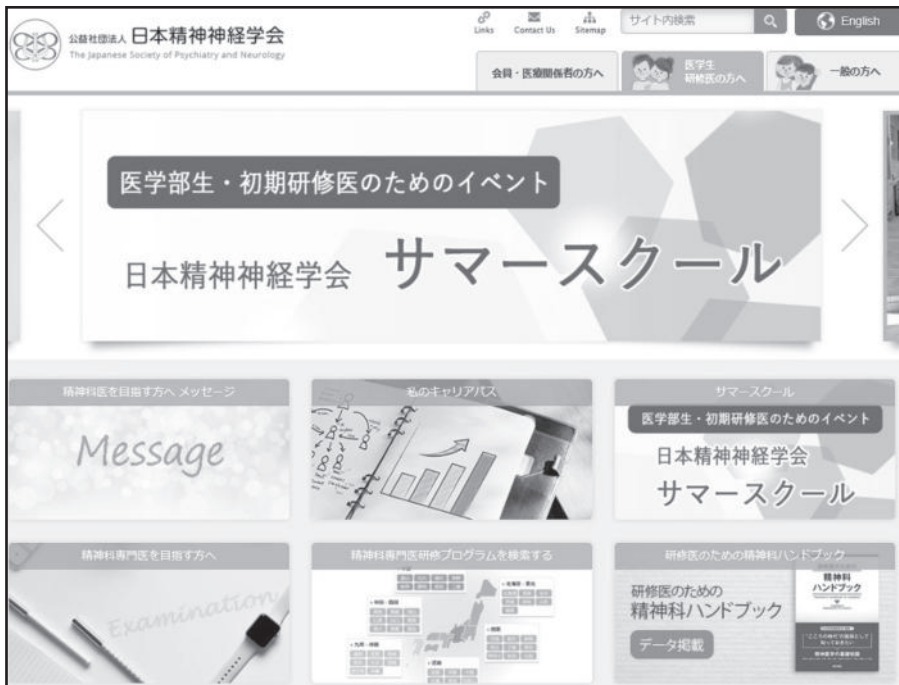 公益社団法人 日本精神神経学会
The Japanese Society of Psychiatry and Neurology
Links
Contact Us
Sitemap
サイト内検索
English
会員・医療関係者の方へ
医学生
研修医の方へ
一般の方へ
医学部生・初期研修医のためのイベント
日本精神神経学会 サマースクール
精神科医を目指す方へ メッセージ
Message
私のキャリアパス
サマースクール
医学部生・初期研修医のためのイベント
日本精神神経学会
サマースクール
精神科専門医を目指す方へ
Examination
精神科専門医研修プログラムを検索する
研修医のための精神科ハンドブック
研修医のための
精神科ハンドブック
データ掲載
精神科
ハンドブック